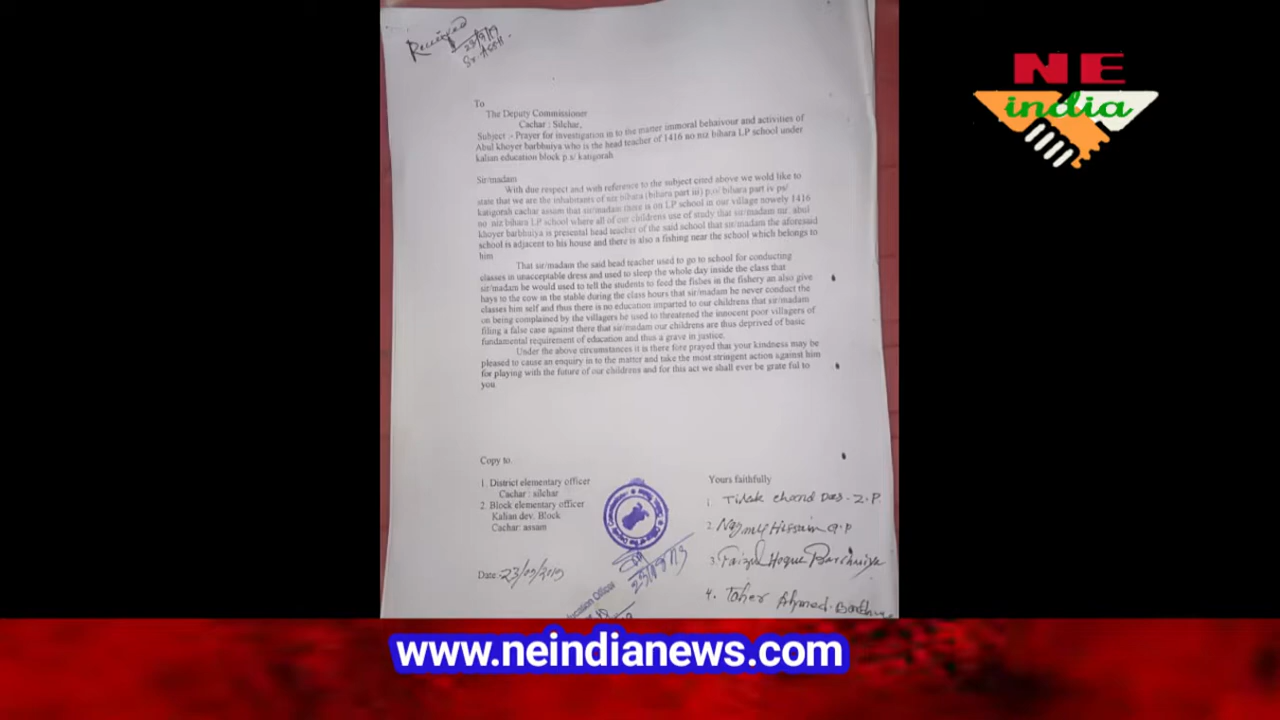 Received
23/9/19
NE
india
To
The Deputy Commissioner
Cachar : Silchar,
Subject :- Prayer for investigation in to the matter immoral behaivour and activities of
Abul khoyer barbhuiya who is the head teacher of 1416 no niz bihara LP school under
kalian education block p.s/ katigorah
Sir/madam
With due respect and with reference to the subject cited above we wold like to
state that we are the inhabitants of niz bihara (bihara part iii) p.o/ bihara part iv ps/
katigorah cachar assam that sir/madam there is on LP school in our village nowely 1416
no niz bihara LP school where all of our childrens use of study that sir/madam mr. abul
khoyer barbhuiya is presental head teacher of the said school that sir/madam the aforesaid
school is adjacent to his house and there is also a fishing near the school which belongs to
him
That sir/madam the said head teacher used to go to school for conducting
classes in unacceptable dress and used to sleep the whole day inside the class that
sir/madam he would used to tell the students to feed the fishes in the fishery an also give
hays to the cow in the stable during the class hours that sir/madam he never conduct the
classes him self and thus there is no education unparted to our childrens that sir/madam
on being complained by the villagers he used to threatened the innocent poor villagers of
filing a false case against there that sir/madam our childrens are thus deprived of basic
fundamental requirement of education and thus a grave in justice.
Under the above circumstances it is there fore prayed that your kindness may be
pleased to cause an enquiry in to the matter and take the most stringent action against him
for playing with the future of our childrens and for this act we shall ever be grate ful to
you
Copy to.
1. District elementary officer
Cachar : silchar
2. Block elementary officer
Kalian dev. Block
Cachar: assam
Date: 23/09/2019
23/9/19
Education Officer
Yours faithfully
1. Tilak Chand Das - Z.P.
2. Hussain G.P
3. Faizul Hoque Barbhuiya
4. Taher Ahmed
www.neindianews.com